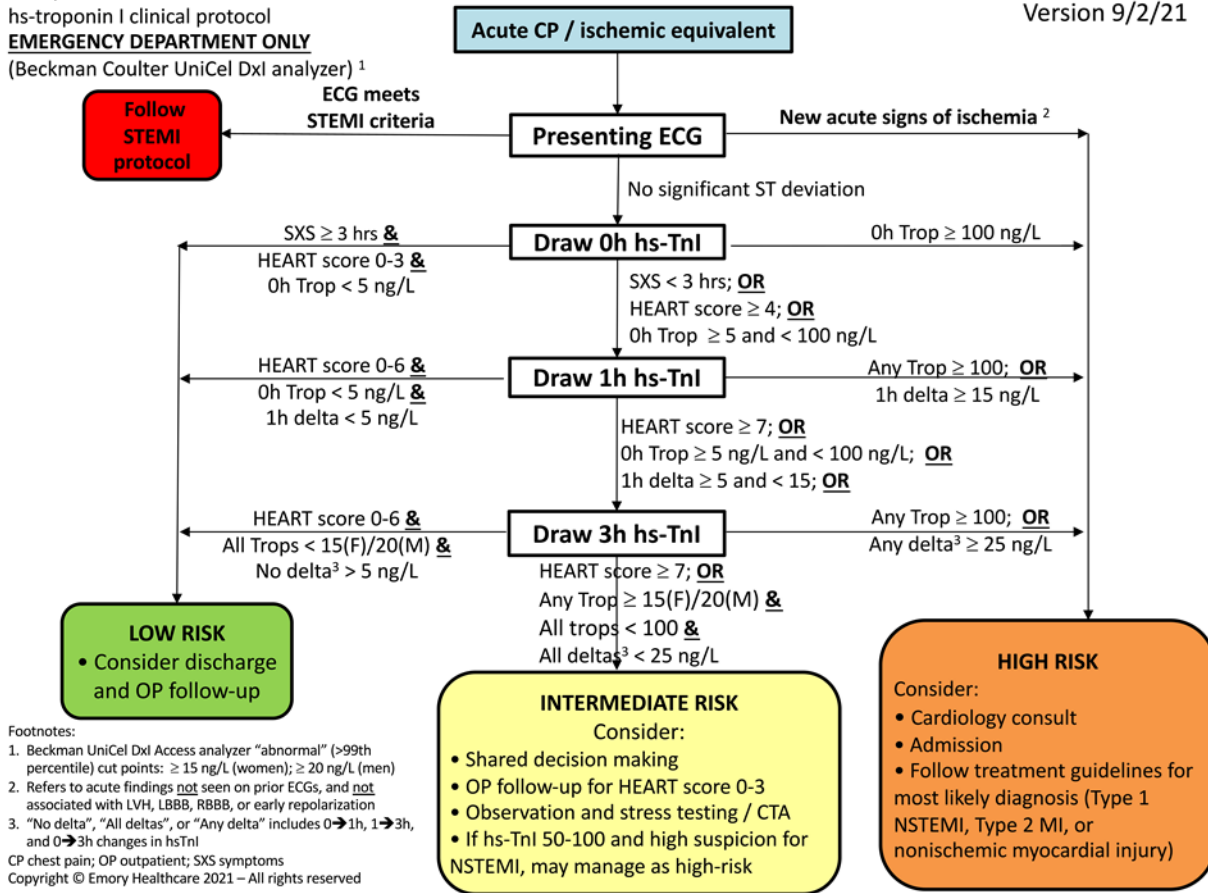 hs-troponin I clinical protocol
EMERGENCY DEPARTMENT ONLY
(Beckman Coulter UniCel DxI analyzer) 1
Version 9/2/21
Acute CP / ischemic equivalent
ECG meets
STEMI criteria
Follow
STEMI
protocol
Presenting ECG
New acute signs of ischemia 2
No significant ST deviation
SXS ≥ 3 hrs &
HEART score 0-3 &
0h Trop < 5 ng/L
Draw 0h hs-TnI
0h Trop ≥ 100 ng/L
SXS < 3 hrs; OR
HEART score ≥ 4; OR
0h Trop ≥ 5 and < 100 ng/L
HEART score 0-6 &
0h Trop < 5 ng/L &
1h delta < 5 ng/L
Draw 1h hs-TnI
Any Trop ≥ 100; OR
1h delta ≥ 15 ng/L
HEART score ≥ 7; OR
0h Trop ≥ 5 ng/L and < 100 ng/L; OR
1h delta ≥ 5 and < 15; OR
HEART score 0-6 &
All Trops < 15(F)/20(M) &
No delta3 > 5 ng/L
Draw 3h hs-TnI
Any Trop ≥ 100; OR
Any delta3 ≥ 25 ng/L
HEART score ≥ 7; OR
Any Trop ≥ 15(F)/20(M) &
All trops < 100 &
All deltas3 < 25 ng/L
LOW RISK
• Consider discharge
and OP follow-up
INTERMEDIATE RISK
Consider:
• Shared decision making
• OP follow-up for HEART score 0-3
• Observation and stress testing / CTA
• If hs-TnI 50-100 and high suspicion for
NSTEMI, may manage as high-risk
HIGH RISK
Consider:
• Cardiology consult
• Admission
• Follow treatment guidelines for
most likely diagnosis (Type 1
NSTEMI, Type 2 MI, or
nonischemic myocardial injury)
Footnotes:
1. Beckman UniCel DxI Access analyzer "abnormal" (>99th
percentile) cut points: ≥ 15 ng/L (women); ≥ 20 ng/L (men)
2. Refers to acute findings not seen on prior ECGs, and not
associated with LVH, LBBB, RBBB, or early repolarization
3. "No delta", "All deltas", or "Any delta" includes 0➔1h, 1➔3h,
and 0➔3h changes in hsTnI
CP chest pain; OP outpatient; SXS symptoms
Copyright © Emory Healthcare 2021 – All rights reserved